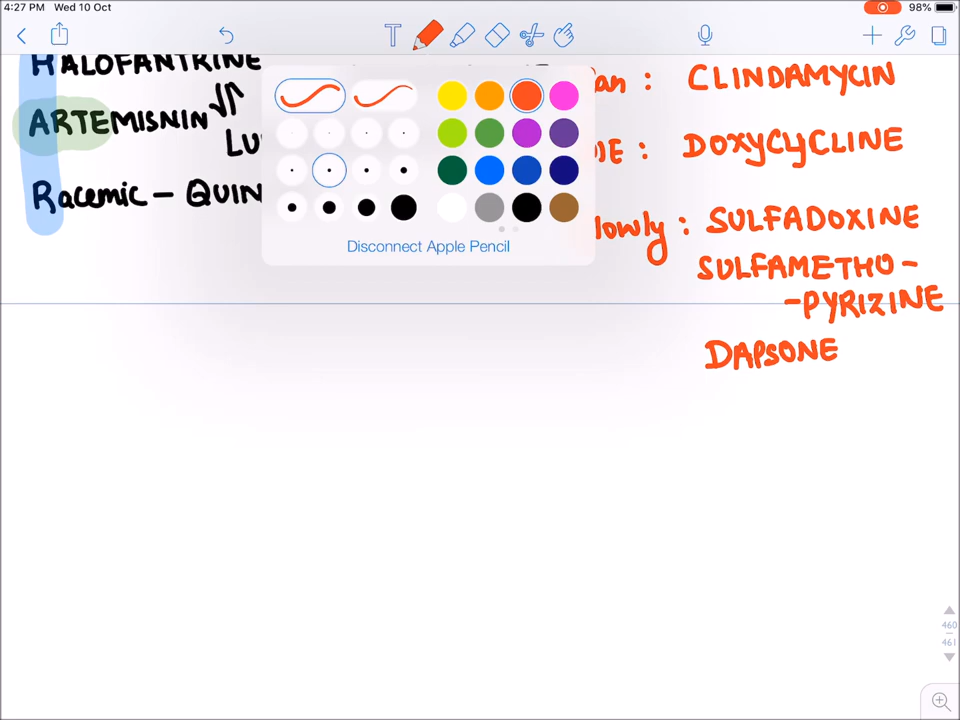 4:27 PM Wed 10 Oct
98%
T
HALOFANTRINE
ARTEMISNIN
LU
Racemic - QUIN
an : CLINDAMYCIN
: DOXYCYCLINE
lowly : SULFADOXINE
SULFAMETHO -
-PYRIZINE
DAPSONE
Disconnect Apple Pencil
460
461